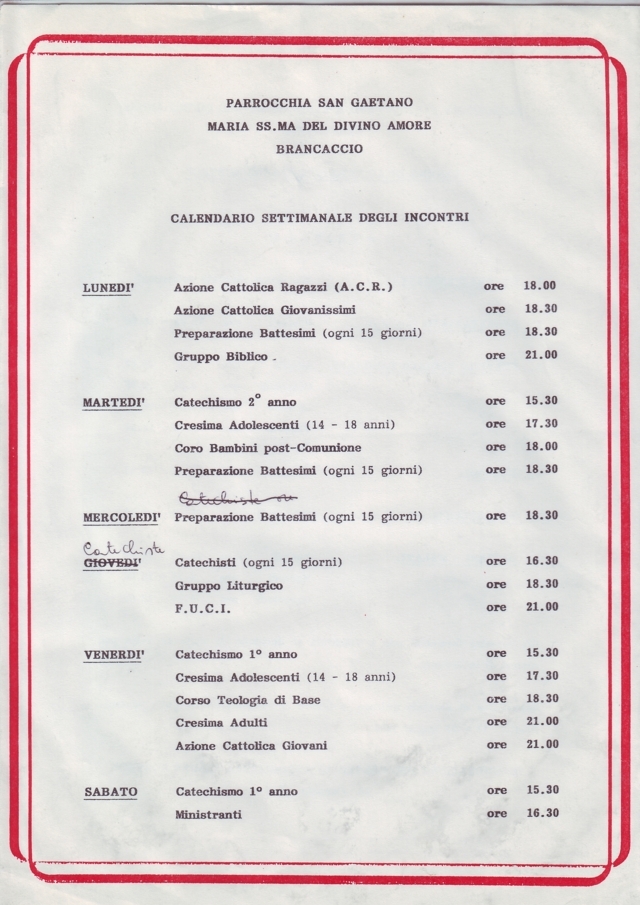 PARROCCHIA SAN GAETANO
MARIA SS.MA DEL DIVINO AMORE
BRANCACCIO
CALENDARIO SETTIMANALE DEGLI INCONTRI
LUNEDI' Azione Cattolica Ragazzi (A.C.R.) ore 18.00
Azione Cattolica Giovanissimi ore 18.30
Preparazione Battesimi (ogni 15 giorni) ore 18.30
Gruppo Biblico ore 21.00
MARTEDI' Catechismo 2° anno ore 15.30
Cresima Adolescenti (14 - 18 anni) ore 17.30
Coro Bambini post-Comunione ore 18.00
Preparazione Battesimi (ogni 15 giorni) ore 18.30
Catechiste ore
MERCOLEDI' Preparazione Battesimi (ogni 15 giorni) ore 18.30
Catechiste
GIOVEDI' Catechisti (ogni 15 giorni) ore 16.30
Gruppo Liturgico ore 18.30
F.U.C.I. ore 21.00
VENERDI' Catechismo 1° anno ore 15.30
Cresima Adolescenti (14 - 18 anni) ore 17.30
Corso Teologia di Base ore 18.30
Cresima Adulti ore 21.00
Azione Cattolica Giovani ore 21.00
SABATO Catechismo 1° anno ore 15.30
Ministranti ore 16.30